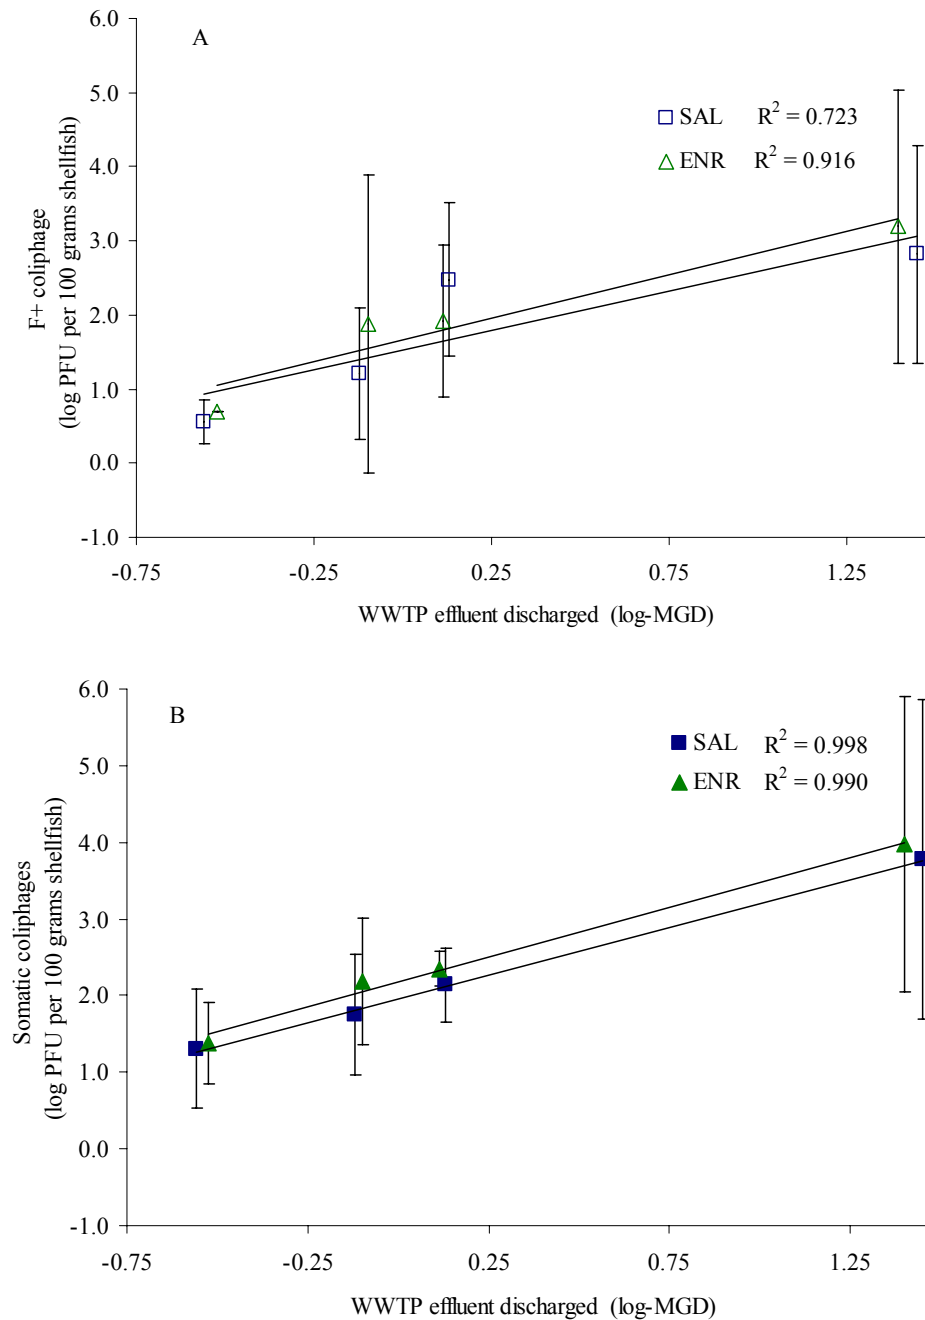 A
6.0
5.0
4.0
3.0
2.0
1.0
0.0
-1.0
F+ coliphage
(log PFU per 100 grams shellfish)
SAL R² = 0.723
ENR R² = 0.916
-0.75 -0.25 0.25 0.75 1.25
WWTP effluent discharged (log-MGD)
B
6.0
5.0
4.0
3.0
2.0
1.0
0.0
-1.0
Somatic coliphages
(log PFU per 100 grams shellfish)
SAL R² = 0.998
ENR R² = 0.990
-0.75 -0.25 0.25 0.75 1.25
WWTP effluent discharged (log-MGD)